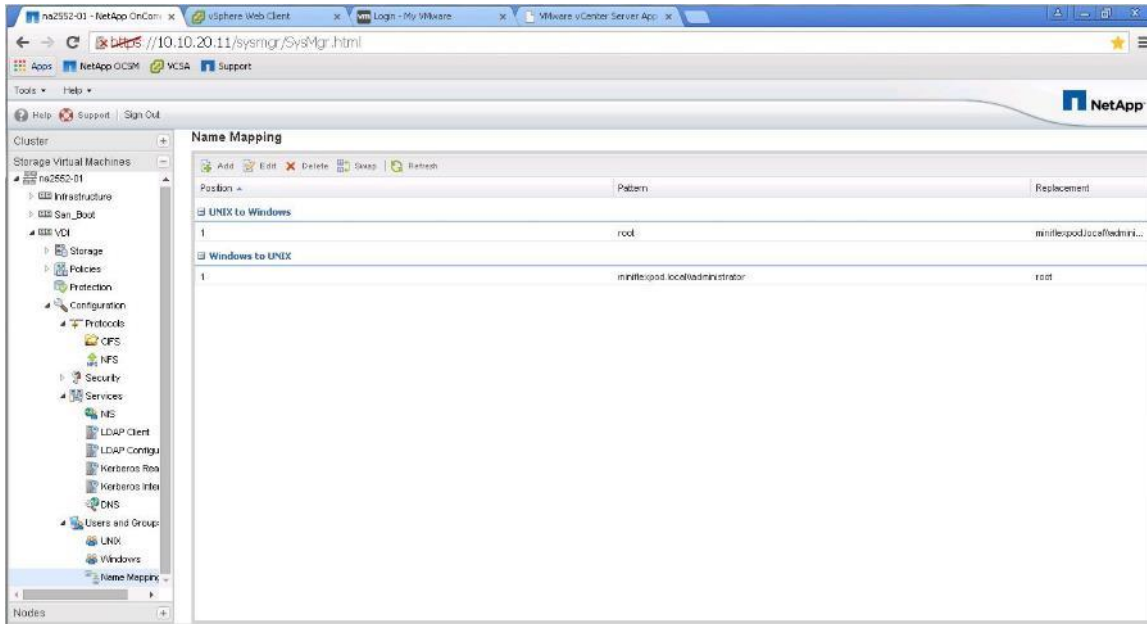 na2552-01 - NetApp OnCom
vSphere Web Client
vm Login - My VMware
VMware vCenter Server App
https://10.10.20.11/sysmgr/SysMgr.html
Apps NetApp OCSM VCSA Support
Tools Help
NetApp
Help Support Sign Out
Cluster
Name Mapping
Storage Virtual Machines
Add Edit Delete Swap Refresh
na2552-01
Position Pattern Replacement
Infrastructure
San_Boot
UNIX to Windows
VDI
1 root miniflexpod.local\\admini...
Storage
Windows to UNIX
Policies
1 miniflexpod.local\\administrator root
Protection
Configuration
Protocols
CIFS
NFS
Security
Services
NIS
LDAP Client
LDAP Configu
Kerberos Rea
Kerberos Inter
DNS
Users and Groups
UNIX
Windows
Name Mapping
Nodes